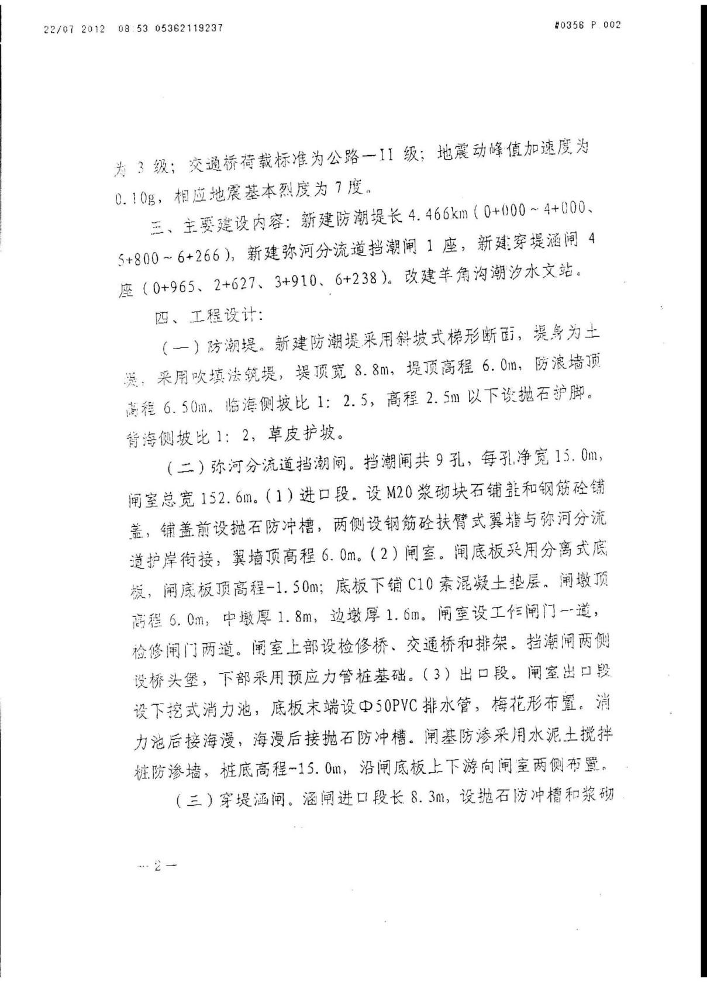 22/07 2012 08:53 05362119237 #0356 P.002
为 3 级；交通桥荷载标准为公路—II 级；地震动峰值加速度为
0.10g，相应地震基本烈度为 7 度。
三、主要建设内容：新建防潮堤长 4.466km（0+000～4+000、
5+800～6+266），新建弥河分流道挡潮闸 1 座，新建穿堤涵闸 4
座（0+965、2+627、3+910、6+238）。改建羊角沟潮汐水文站。
四、工程设计：
（一）防潮堤。新建防潮堤采用斜坡式梯形断面，堤身为土
堤，采用吹填法筑堤，堤顶宽 8.8m，堤顶高程 6.0m，防浪墙顶
高程 6.50m。临海侧坡比 1：2.5，高程 2.5m 以下设抛石护脚。
背海侧坡比 1：2，草皮护坡。
（二）弥河分流道挡潮闸。挡潮闸共 9 孔，每孔净宽 15.0m，
闸室总宽 152.6m。（1）进口段。设 M20 浆砌块石铺盖和钢筋砼铺
盖，铺盖前设抛石防冲槽，两侧设钢筋砼扶臂式翼墙与弥河分流
道护岸衔接，翼墙顶高程 6.0m。（2）闸室。闸底板采用分离式底
板，闸底板顶高程-1.50m；底板下铺 C10 素混凝土垫层。闸墩顶
高程 6.0m，中墩厚 1.8m，边墩厚 1.6m。闸室设工作闸门一道，
检修闸门两道。闸室上部设检修桥、交通桥和排架。挡潮闸两侧
设桥头堡，下部采用预应力管桩基础。（3）出口段。闸室出口段
设下挖式消力池，底板末端设Φ50PVC 排水管，梅花形布置。消
力池后接海漫，海漫后接抛石防冲槽。闸基防渗采用水泥土搅拌
桩防渗墙，桩底高程-15.0m，沿闸底板上下游向闸室两侧布置。
（三）穿堤涵闸。涵闸进口段长 8.3m，设抛石防冲槽和浆砌
— 2 —